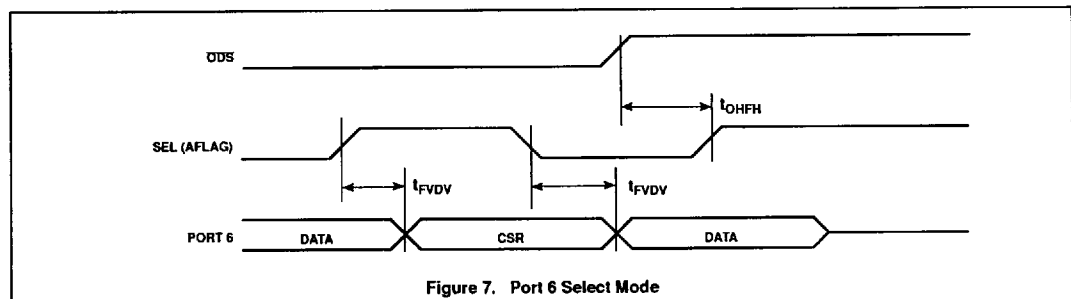 ODS
tOHFH
SEL (AFLAG)
tFVDV tFVDV
PORT 6 DATA CSR DATA
Figure 7. Port 6 Select Mode